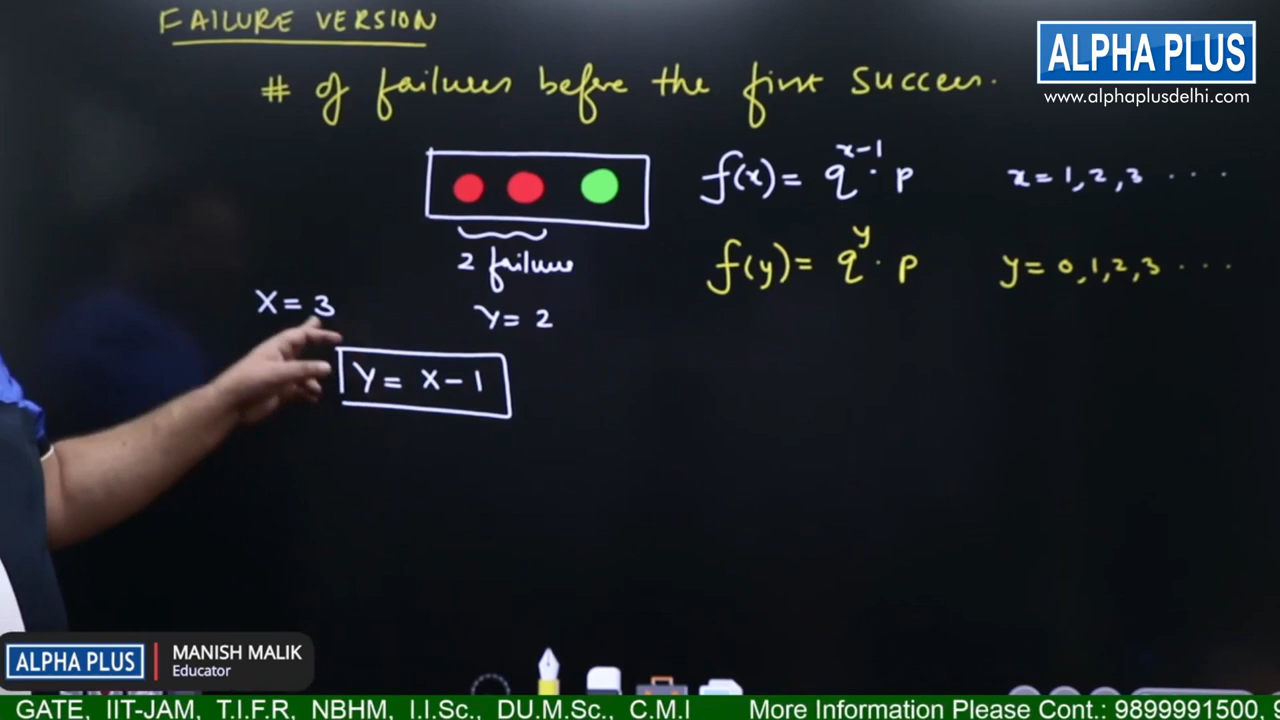 FAILURE VERSION
ALPHA PLUS
www.alphaplusdelhi.com
# of failures before the first success.
f(x) = q^{x-1} · p    x = 1, 2, 3 . . .
2 failure
f(y) = q^y · p    y = 0, 1, 2, 3 . . .
X = 3
Y = 2
Y = X - 1
ALPHA PLUS
MANISH MALIK
Educator
GATE, IIT-JAM, T.I.F.R, NBHM, I.I.Sc., DU.M.Sc., C.M.I
More Information Please Cont.: 9899991500, 9